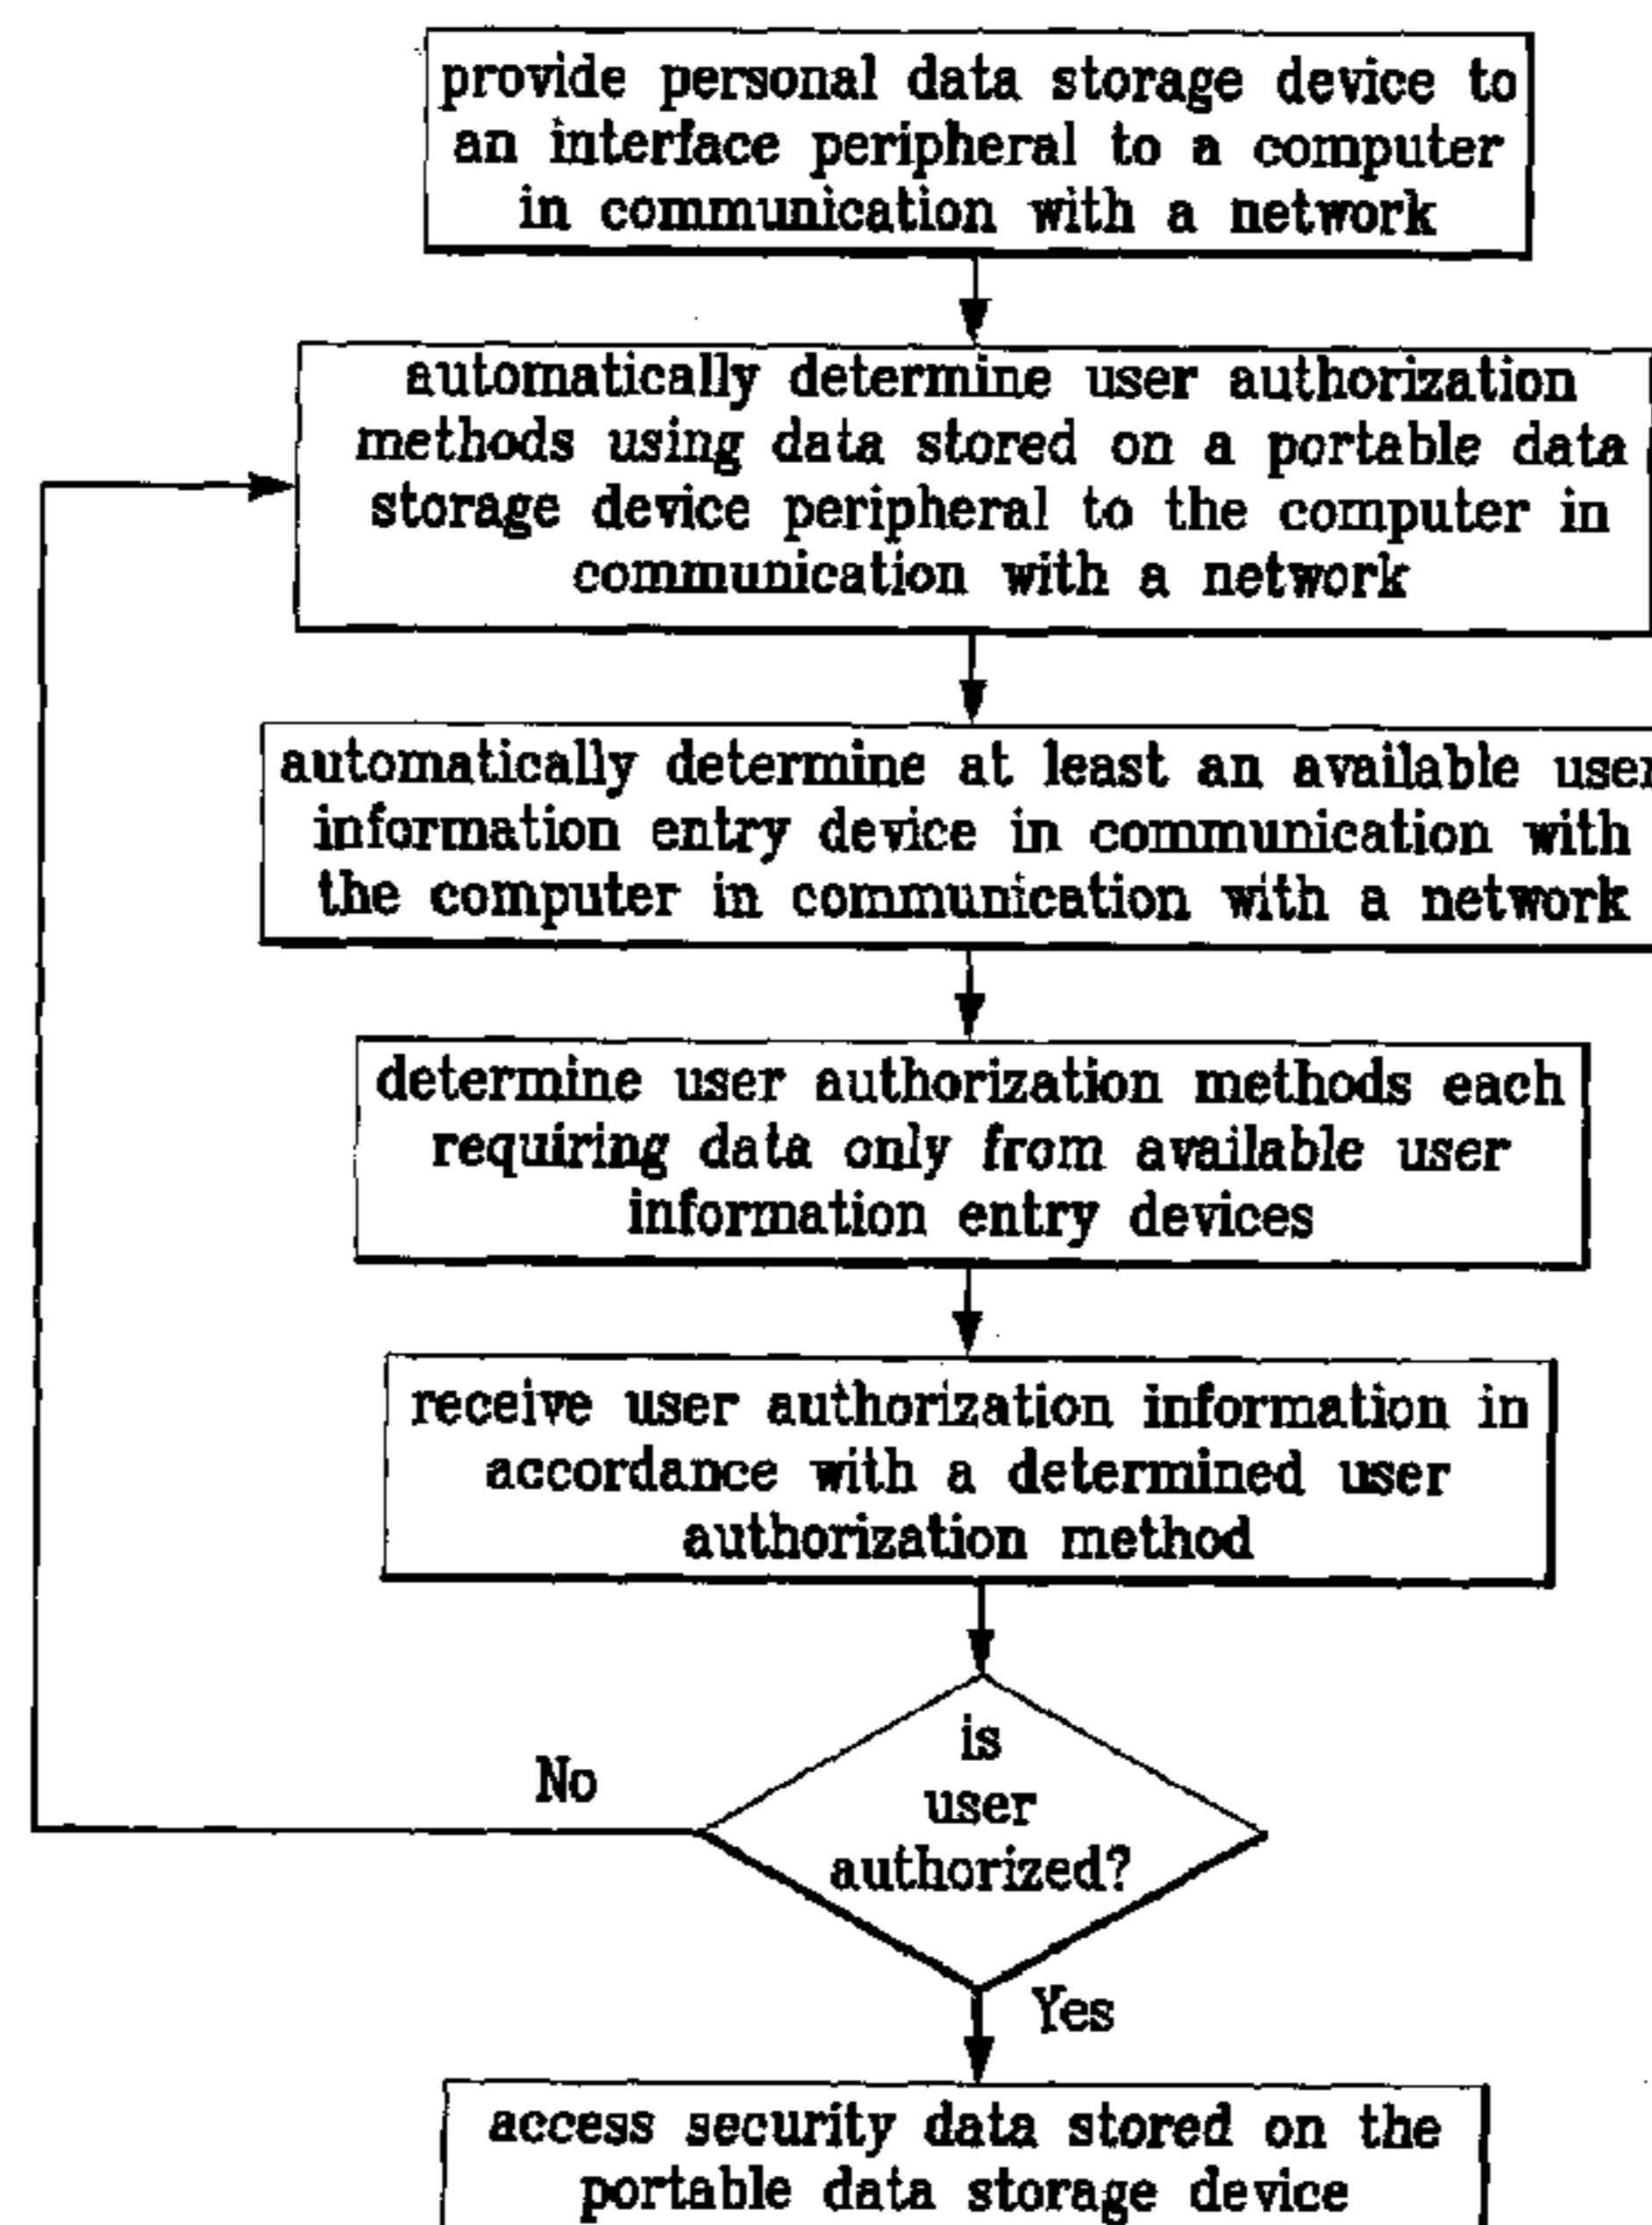 provide personal data storage device to
an interface peripheral to a computer
in communication with a network
automatically determine user authorization
methods using data stored on a portable data
storage device peripheral to the computer in
communication with a network
automatically determine at least an available user
information entry device in communication with
the computer in communication with a network
determine user authorization methods each
requiring data only from available user
information entry devices
receive user authorization information in
accordance with a determined user
authorization method
is
user
authorized?
No
Yes
access security data stored on the
portable data storage device